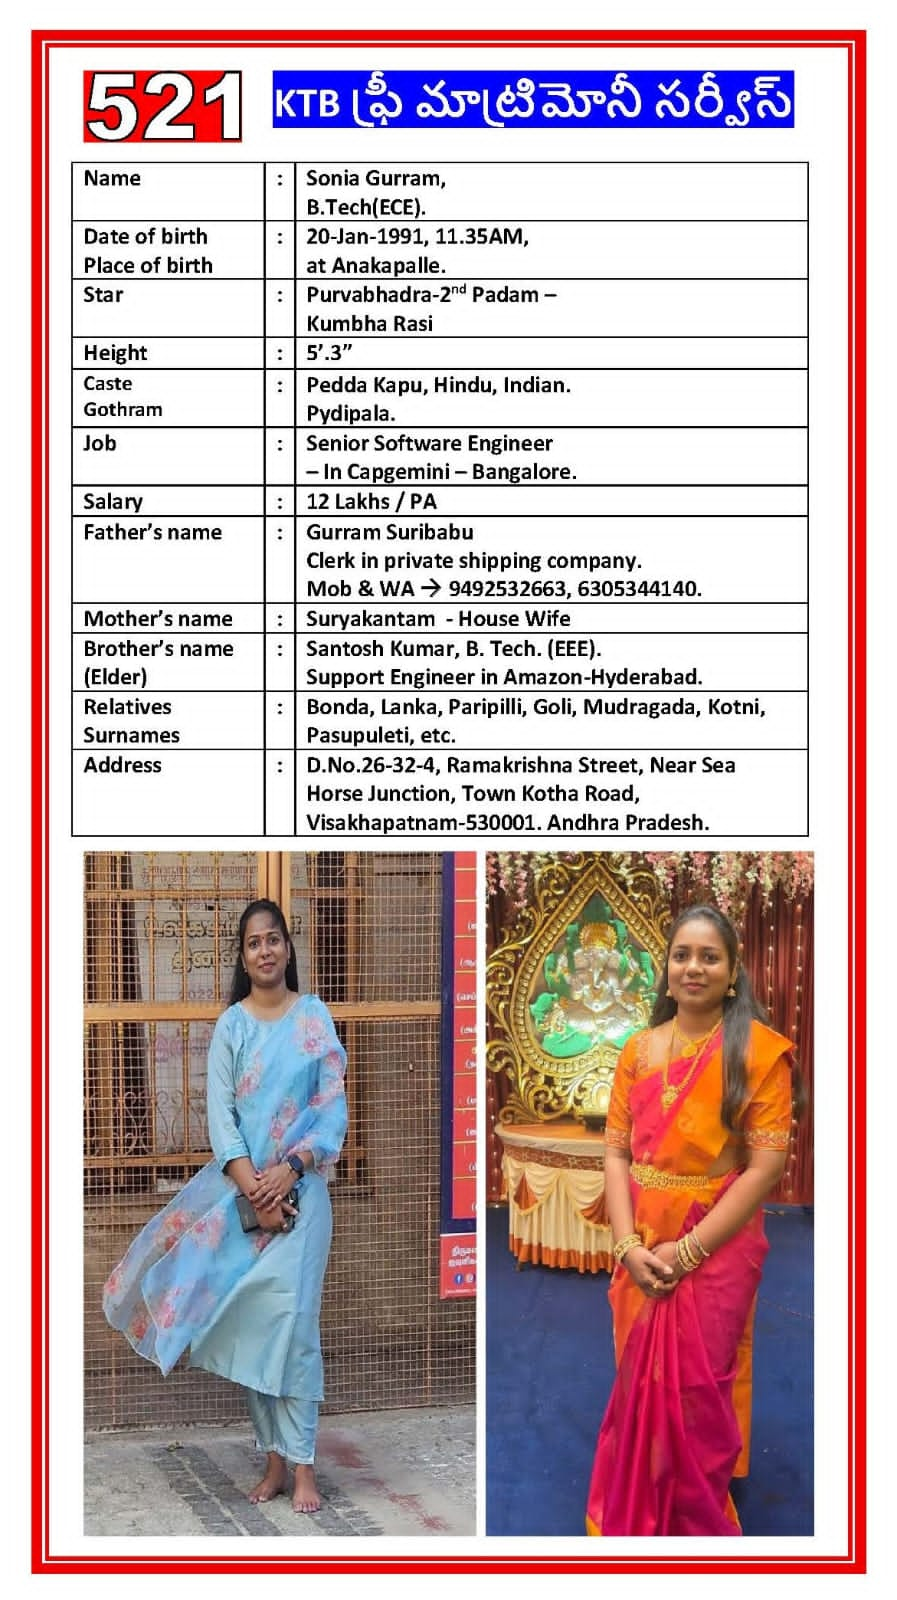 521
KTB ఫ్రీ మాట్రిమోనీ సర్వీస్
Name : Sonia Gurram,
B.Tech(ECE).
Date of birth : 20-Jan-1991, 11.35AM,
Place of birth at Anakapalle.
Star : Purvabhadra-2nd Padam –
Kumbha Rasi
Height : 5’.3”
Caste : Pedda Kapu, Hindu, Indian.
Gothram Pydipala.
Job : Senior Software Engineer
– In Capgemini – Bangalore.
Salary : 12 Lakhs / PA
Father’s name : Gurram Suribabu
Clerk in private shipping company.
Mob & WA → 9492532663, 6305344140.
Mother’s name : Suryakantam - House Wife
Brother’s name : Santosh Kumar, B. Tech. (EEE).
(Elder) Support Engineer in Amazon-Hyderabad.
Relatives : Bonda, Lanka, Paripilli, Goli, Mudragada, Kotni,
Surnames Pasupuleti, etc.
Address : D.No.26-32-4, Ramakrishna Street, Near Sea
Horse Junction, Town Kotha Road,
Visakhapatnam-530001. Andhra Pradesh.